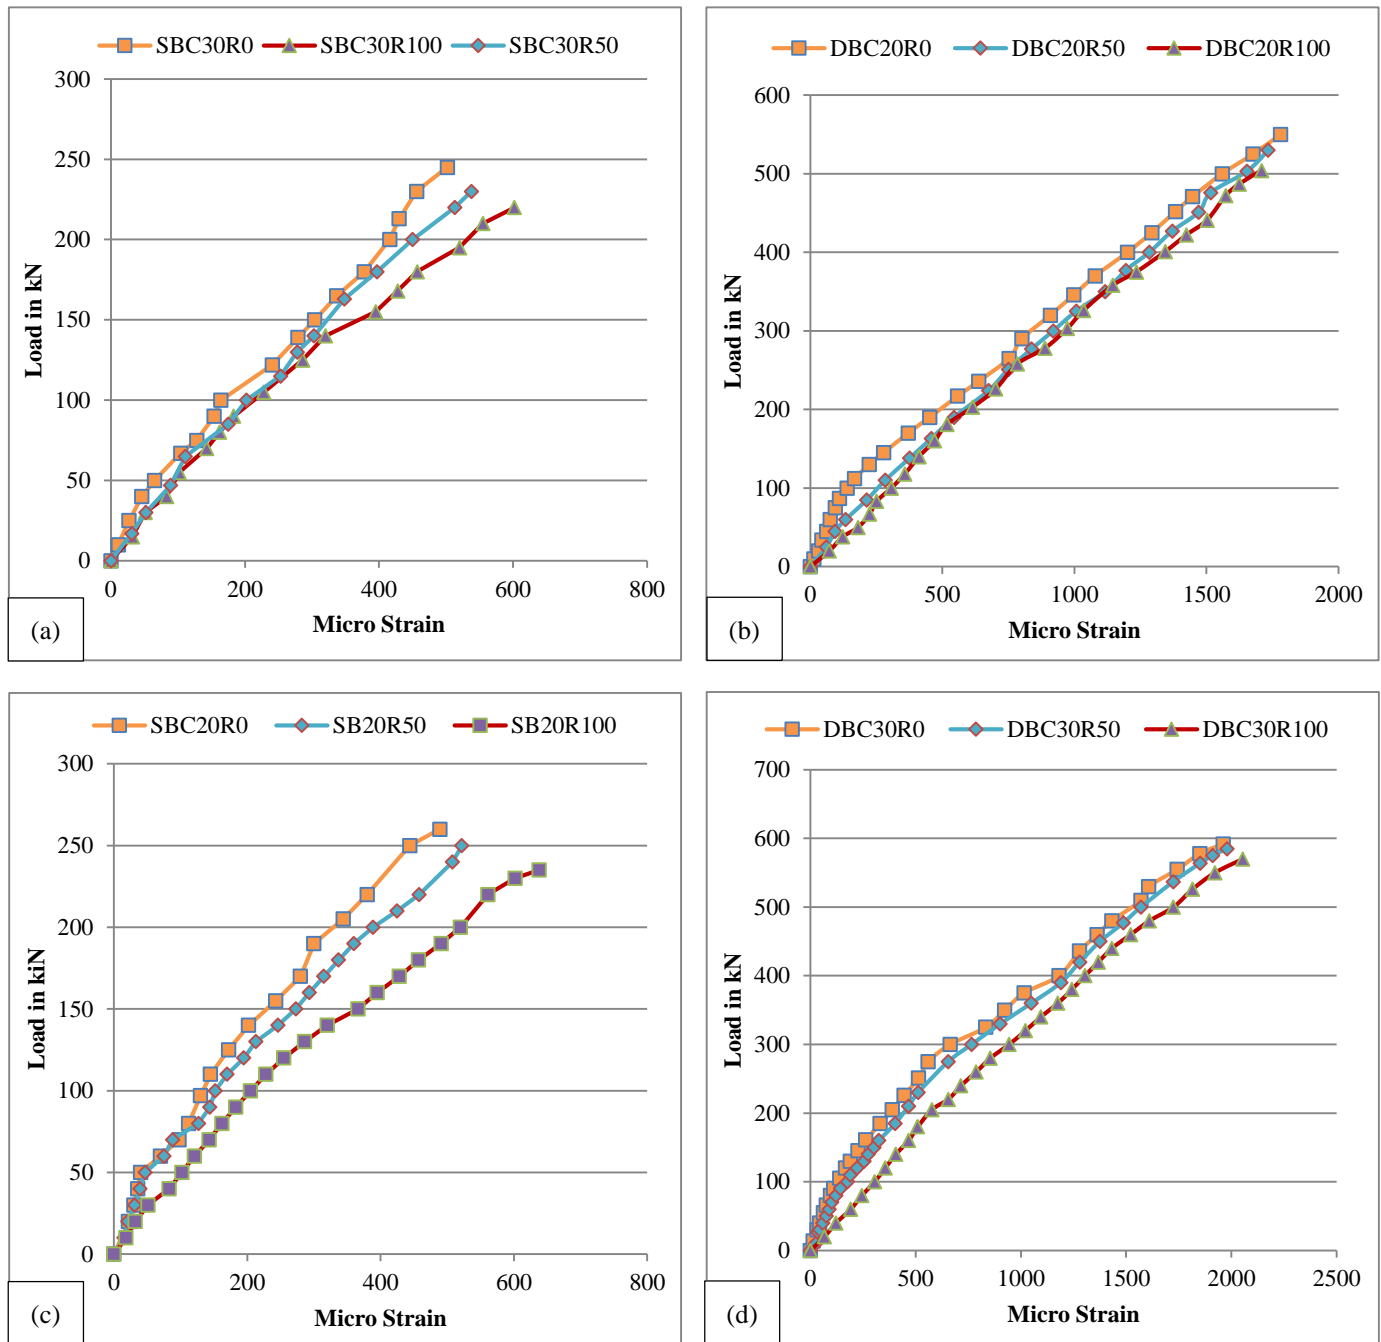 SBC30R0 SBC30R100 SBC30R50
300
250
200
150
100
50
0
0 200 400 600 800
Load in kN
Micro Strain
(a)
DBC20R0 DBC20R50 DBC20R100
600
500
400
300
200
100
0
0 500 1000 1500 2000
Load in kN
Micro Strain
(b)
SBC20R0 SB20R50 SB20R100
300
250
200
150
100
50
0
0 200 400 600 800
Load in kiN
Micro Strain
(c)
DBC30R0 DBC30R50 DBC30R100
700
600
500
400
300
200
100
0
0 500 1000 1500 2000 2500
Load in kN
Micro Strain
(d)